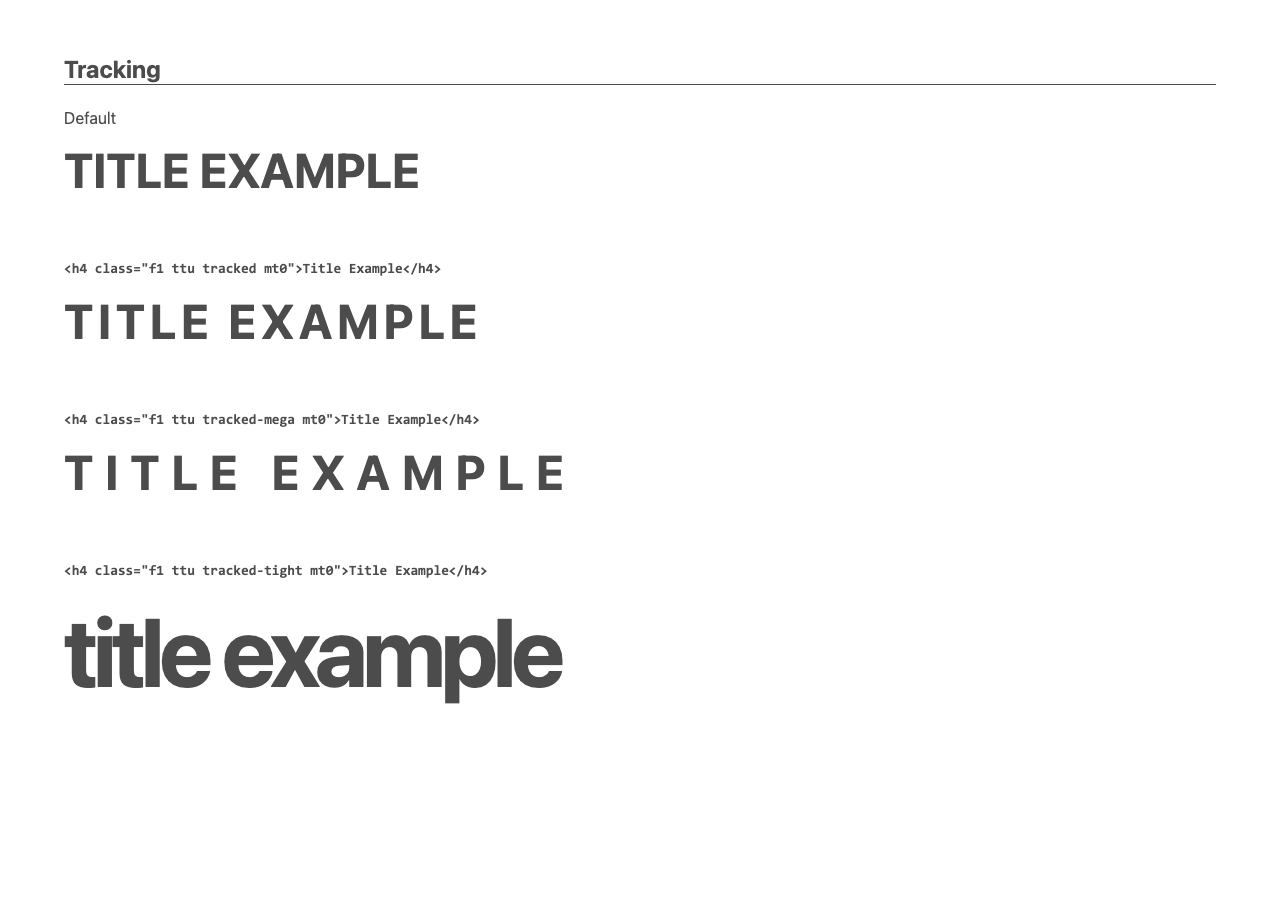 Tracking
Default
TITLE EXAMPLE
<h4 class="f1 ttu tracked mt0">Title Example</h4>
TITLE EXAMPLE
<h4 class="f1 ttu tracked-mega mt0">Title Example</h4>
TITLE EXAMPLE
<h4 class="f1 ttu tracked-tight mt0">Title Example</h4>
title example